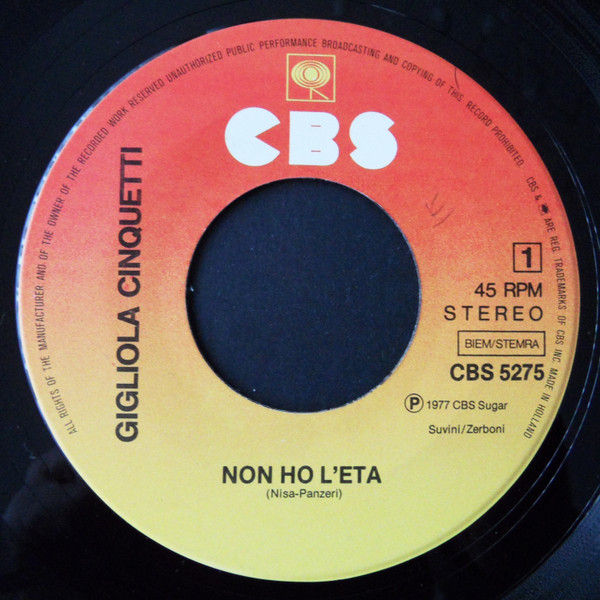 ALL RIGHTS OF THE MANUFACTURER AND OF THE OWNER OF THE RECORDED WORK RESERVED UNAUTHORIZED PUBLIC PERFORMANCE BROADCASTING AND COPYING OF THIS RECORD PROHIBITED
CBS & ARE REG. TRADEMARKS OF CBS INC. MADE IN HOLLAND
CBS
GIGLIOLA CINQUETTI
1
45 RPM
STEREO
BIEM/STEMRA
CBS 5275
Ⓟ 1977 CBS Sugar
Suvini/Zerboni
NON HO L'ETA
(Nisa-Panzeri)